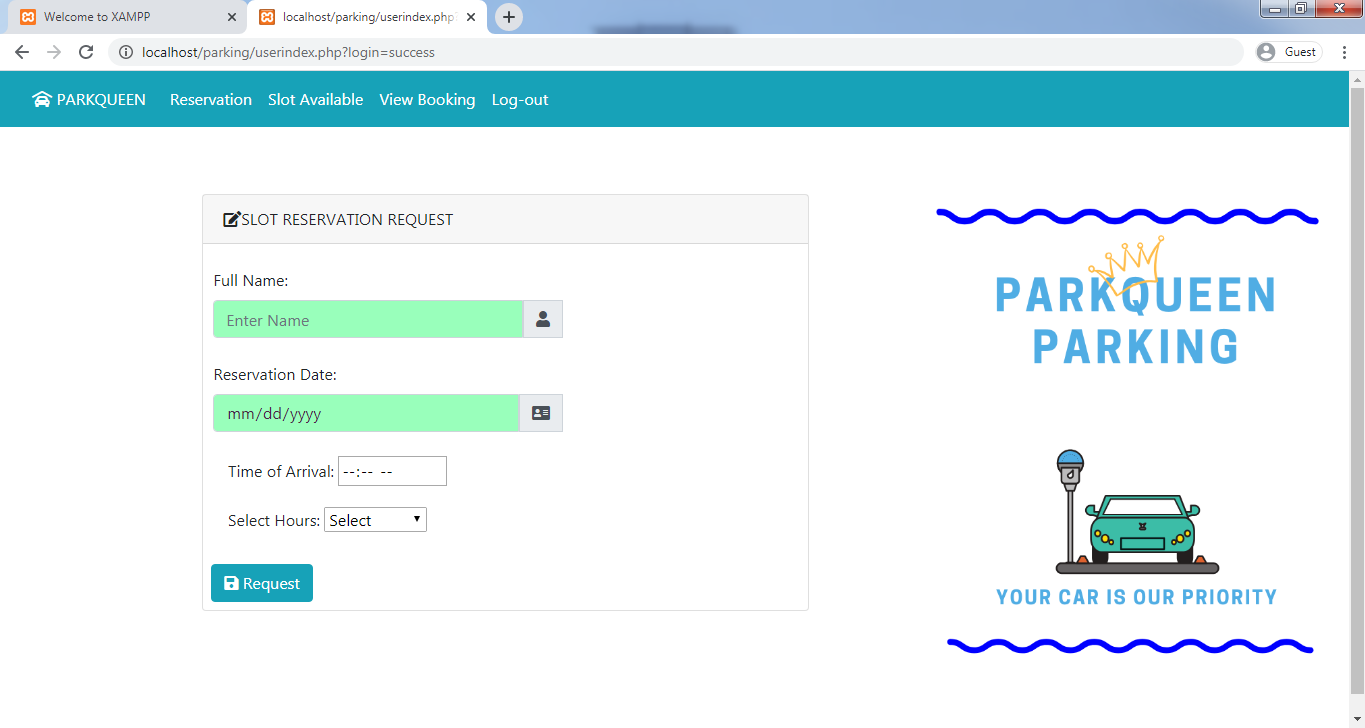 Welcome to XAMPP
localhost/parking/userindex.php
localhost/parking/userindex.php?login=success
Guest
PARKQUEEN Reservation Slot Available View Booking Log-out
SLOT RESERVATION REQUEST
Full Name:
Enter Name
Reservation Date:
mm/dd/yyyy
Time of Arrival: --:-- --
Select Hours: Select
Request
PARKQUEEN
PARKING
YOUR CAR IS OUR PRIORITY